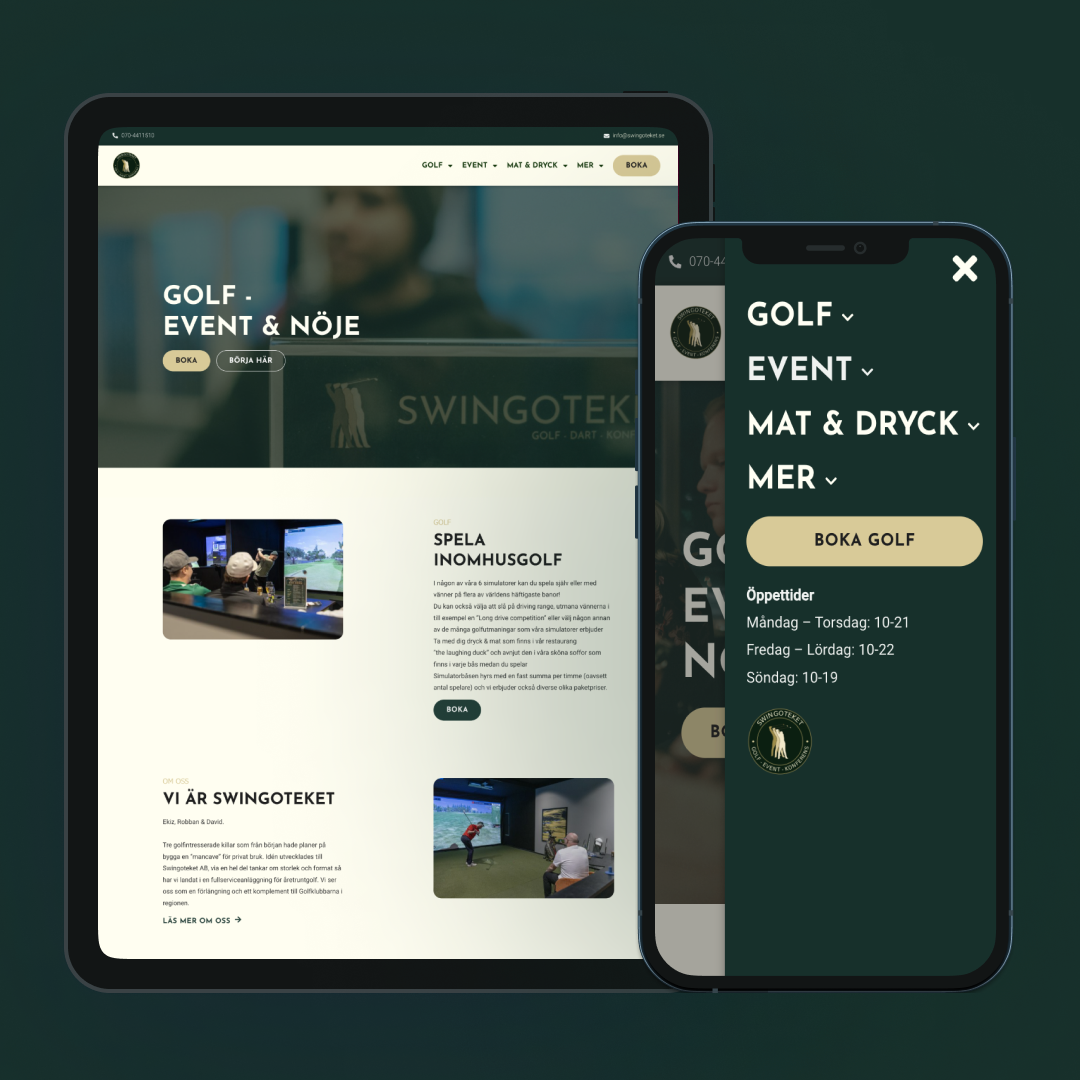 070-4411510
info@swingoteket.se
GOLF
EVENT
MAT & DRYCK
MER
BOKA
GOLF -
EVENT & NÖJE
BOKA
BÖRJA HÄR
SWINGOTEK
GOLF · DART · KONF
GOLF
SPELA
INOMHUSGOLF
I någon av våra 6 simulatorer kan du spela själv eller med
vänner på flera av världens häftigaste banor!
Du kan också välja att slå på driving range, utmana vännerna i
till exempel en "Long drive competition" eller välj någon annan
av de många golfutmaningar som våra simulatorer erbjuder
Ta med dig dryck & mat som finns i vår restaurang
"the laughing duck" och avnjut den i våra sköna soffor som
finns i varje bås medan du spelar
Simulatorbåsen hyrs med en fast summa per timme (oavsett
antal spelare) och vi erbjuder också diverse olika paketpriser.
BOKA
OM OSS
VI ÄR SWINGOTEKET
Ekiz, Robban & David.
Tre golfintresserade killar som från början hade planer på
bygga en "mancave" för privat bruk. Idén utvecklades till
Swingoteket AB, via en hel del tankar om storlek och format så
har vi landat i en fullserviceanläggning för åretruntgolf. Vi ser
oss som en förlängning och ett komplement till Golfklubbarna i
regionen.
LÄS MER OM OSS
070-44
SWINGOTEKET
GOLF · EVENT · KONFERENS
GO
EV
NÖ
BO
GOLF
EVENT
MAT & DRYCK
MER
BOKA GOLF
Öppettider
Måndag – Torsdag: 10-21
Fredag – Lördag: 10-22
Söndag: 10-19
SWINGOTEKET
GOLF · EVENT · KONFERENS